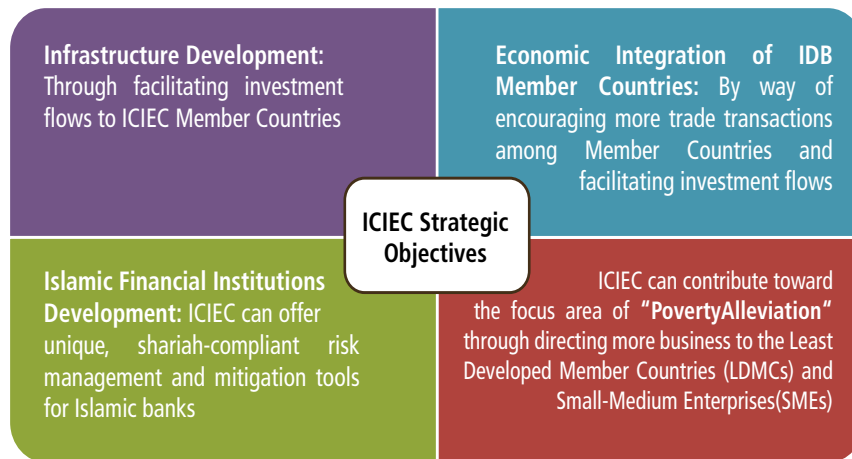 Infrastructure Development:
Through facilitating investment
flows to ICIEC Member Countries
Economic Integration of IDB
Member Countries: By way of
encouraging more trade transactions
among Member Countries and
facilitating investment flows
ICIEC Strategic
Objectives
Islamic Financial Institutions
Development: ICIEC can offer
unique, shariah-compliant risk
management and mitigation tools
for Islamic banks
ICIEC can contribute toward
the focus area of "PovertyAlleviation"
through directing more business to the Least
Developed Member Countries (LDMCs) and
Small-Medium Enterprises(SMEs)